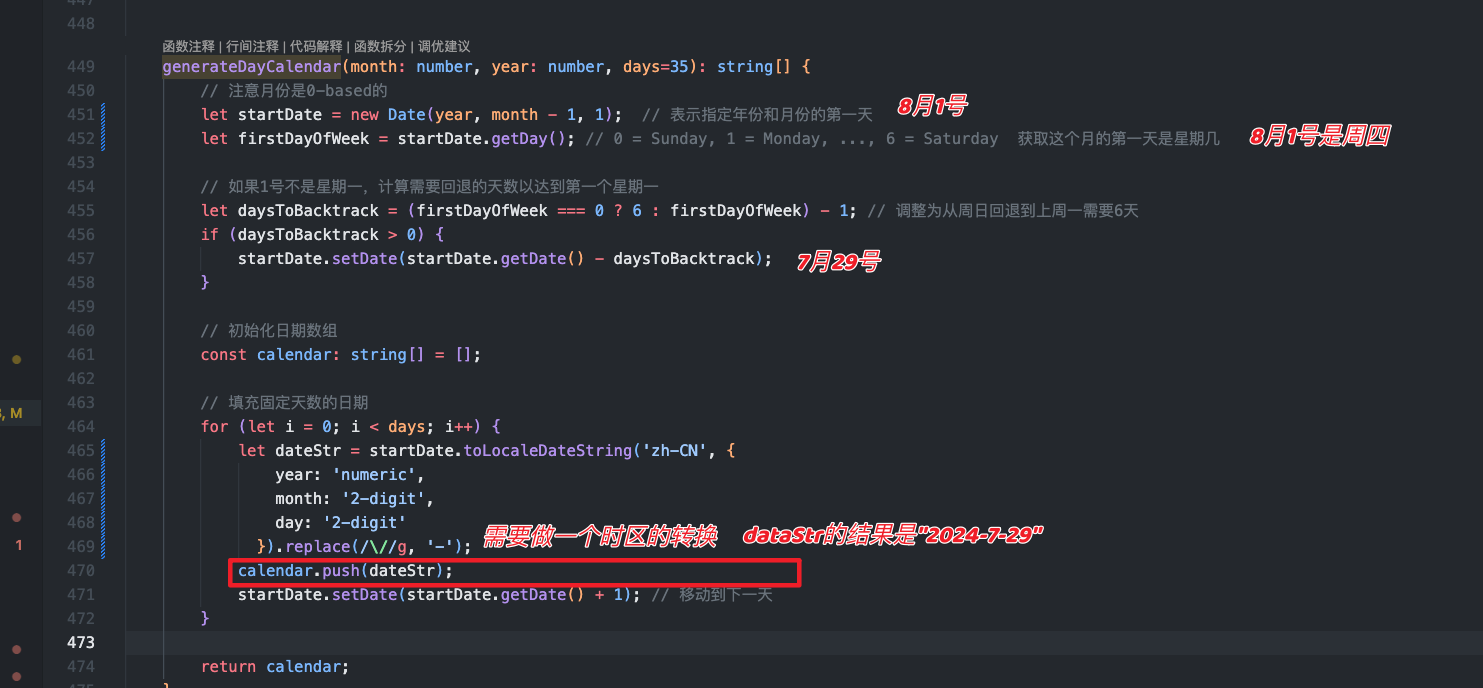 447
448
函数注释 | 行间注释 | 代码解释 | 函数拆分 | 调优建议
449 generateDayCalendar(month: number, year: number, days=35): string[] {
450 // 注意月份是0-based的
451 let startDate = new Date(year, month - 1, 1); // 表示指定年份和月份的第一天 8月1号
452 let firstDayOfWeek = startDate.getDay(); // 0 = Sunday, 1 = Monday, ..., 6 = Saturday 获取这个月的第一天是星期几 8月1号是周四
453
454 // 如果1号不是星期一，计算需要回退的天数以达到第一个星期一
455 let daysToBacktrack = (firstDayOfWeek === 0 ? 6 : firstDayOfWeek) - 1; // 调整为从周日回退到上周一需要6天
456 if (daysToBacktrack > 0) {
457 startDate.setDate(startDate.getDate() - daysToBacktrack); 7月29号
458 }
459
460 // 初始化日期数组
461 const calendar: string[] = [];
462
463 // 填充固定天数的日期
3, M
464 for (let i = 0; i < days; i++) {
465 let dateStr = startDate.toLocaleDateString('zh-CN', {
466 year: 'numeric',
467 month: '2-digit',
468 day: '2-digit'
1 469 }).replace(/\//g, '-'); 需要做一个时区的转换 dataStr的结果是"2024-7-29"
470 calendar.push(dateStr);
471 startDate.setDate(startDate.getDate() + 1); // 移动到下一天
472 }
473
474 return calendar;
475 }